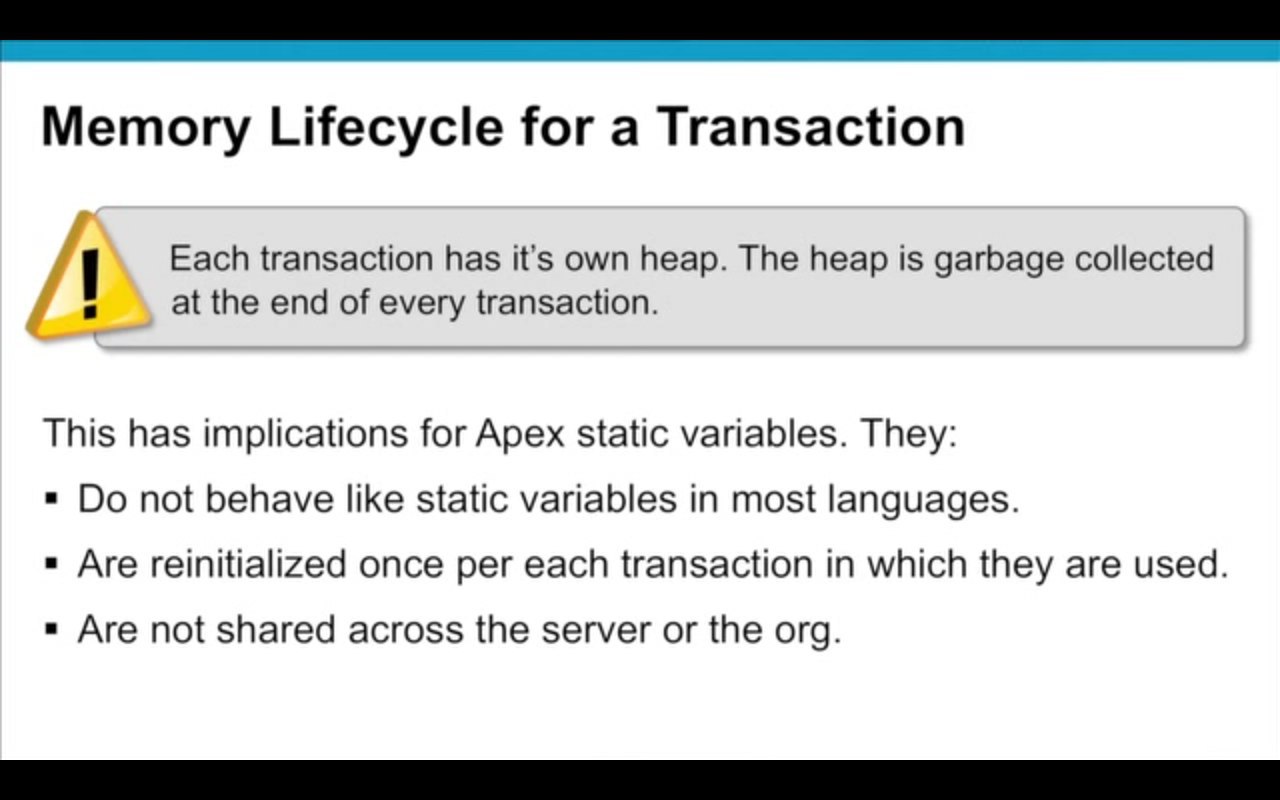 Memory Lifecycle for a Transaction
Each transaction has it’s own heap. The heap is garbage collected
at the end of every transaction.
This has implications for Apex static variables. They:
▪ Do not behave like static variables in most languages.
▪ Are reinitialized once per each transaction in which they are used.
▪ Are not shared across the server or the org.